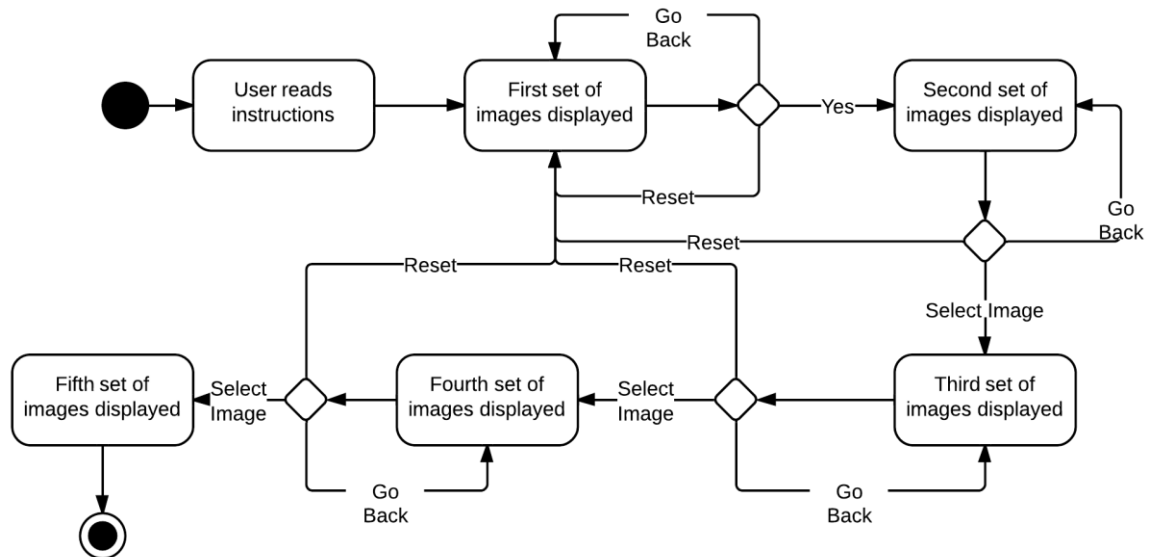 Go
Back
User reads
instructions
First set of
images displayed
Yes
Second set of
images displayed
Reset
Go
Back
Reset
Reset
Reset
Select Image
Fifth set of
images displayed
Select
Image
Fourth set of
images displayed
Select
Image
Third set of
images displayed
Go
Back
Go
Back